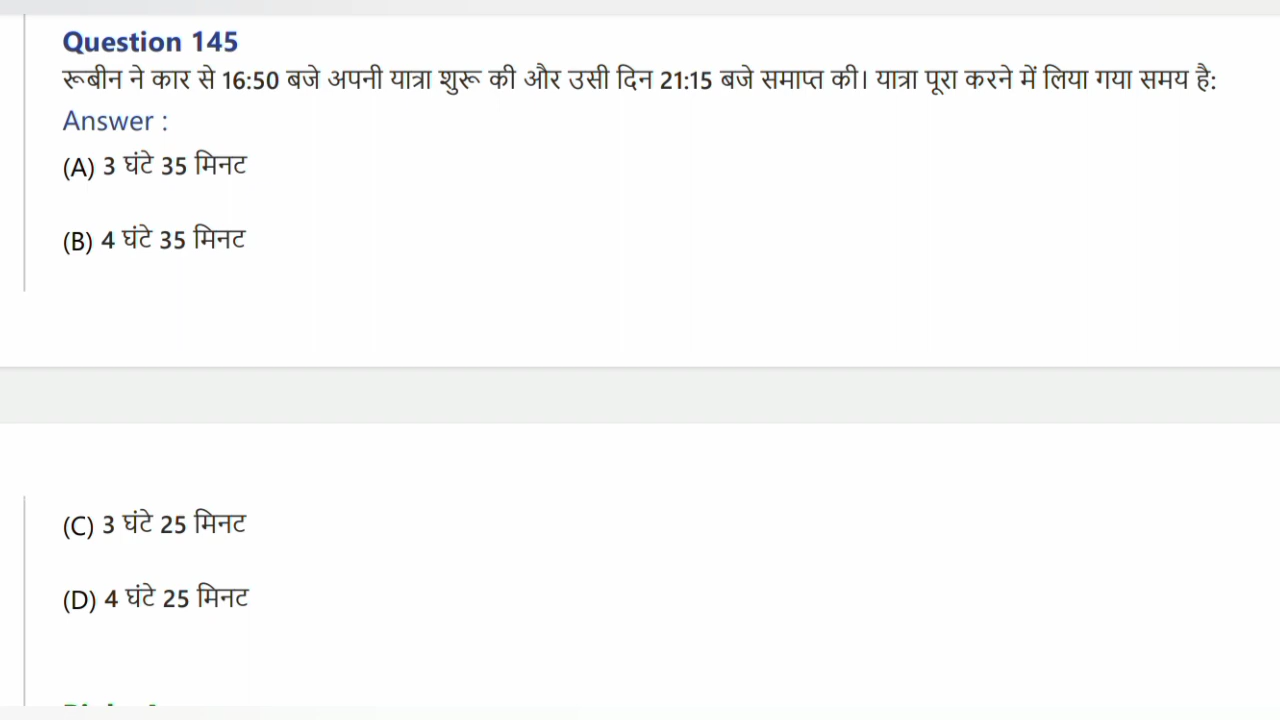 Question 145
रूबीन ने कार से 16:50 बजे अपनी यात्रा शुरू की और उसी दिन 21:15 बजे समाप्त की। यात्रा पूरा करने में लिया गया समय है:
Answer :
(A) 3 घंटे 35 मिनट
(B) 4 घंटे 35 मिनट
(C) 3 घंटे 25 मिनट
(D) 4 घंटे 25 मिनट